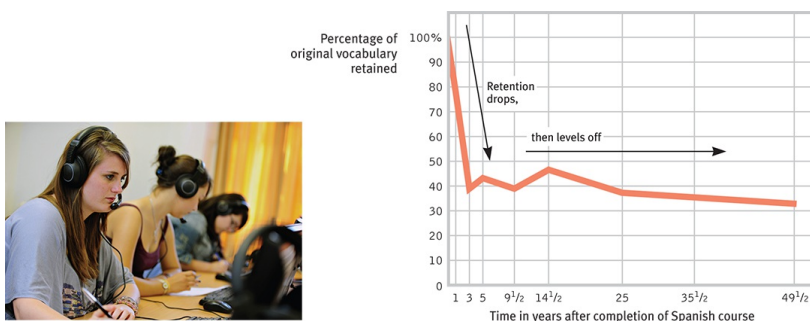 Percentage of
original vocabulary
retained
100%
90
80
70
60
50
40
30
20
10
0
Retention
drops,
then levels off
1 3 5 9½ 14½ 25 35½ 49½
Time in years after completion of Spanish course